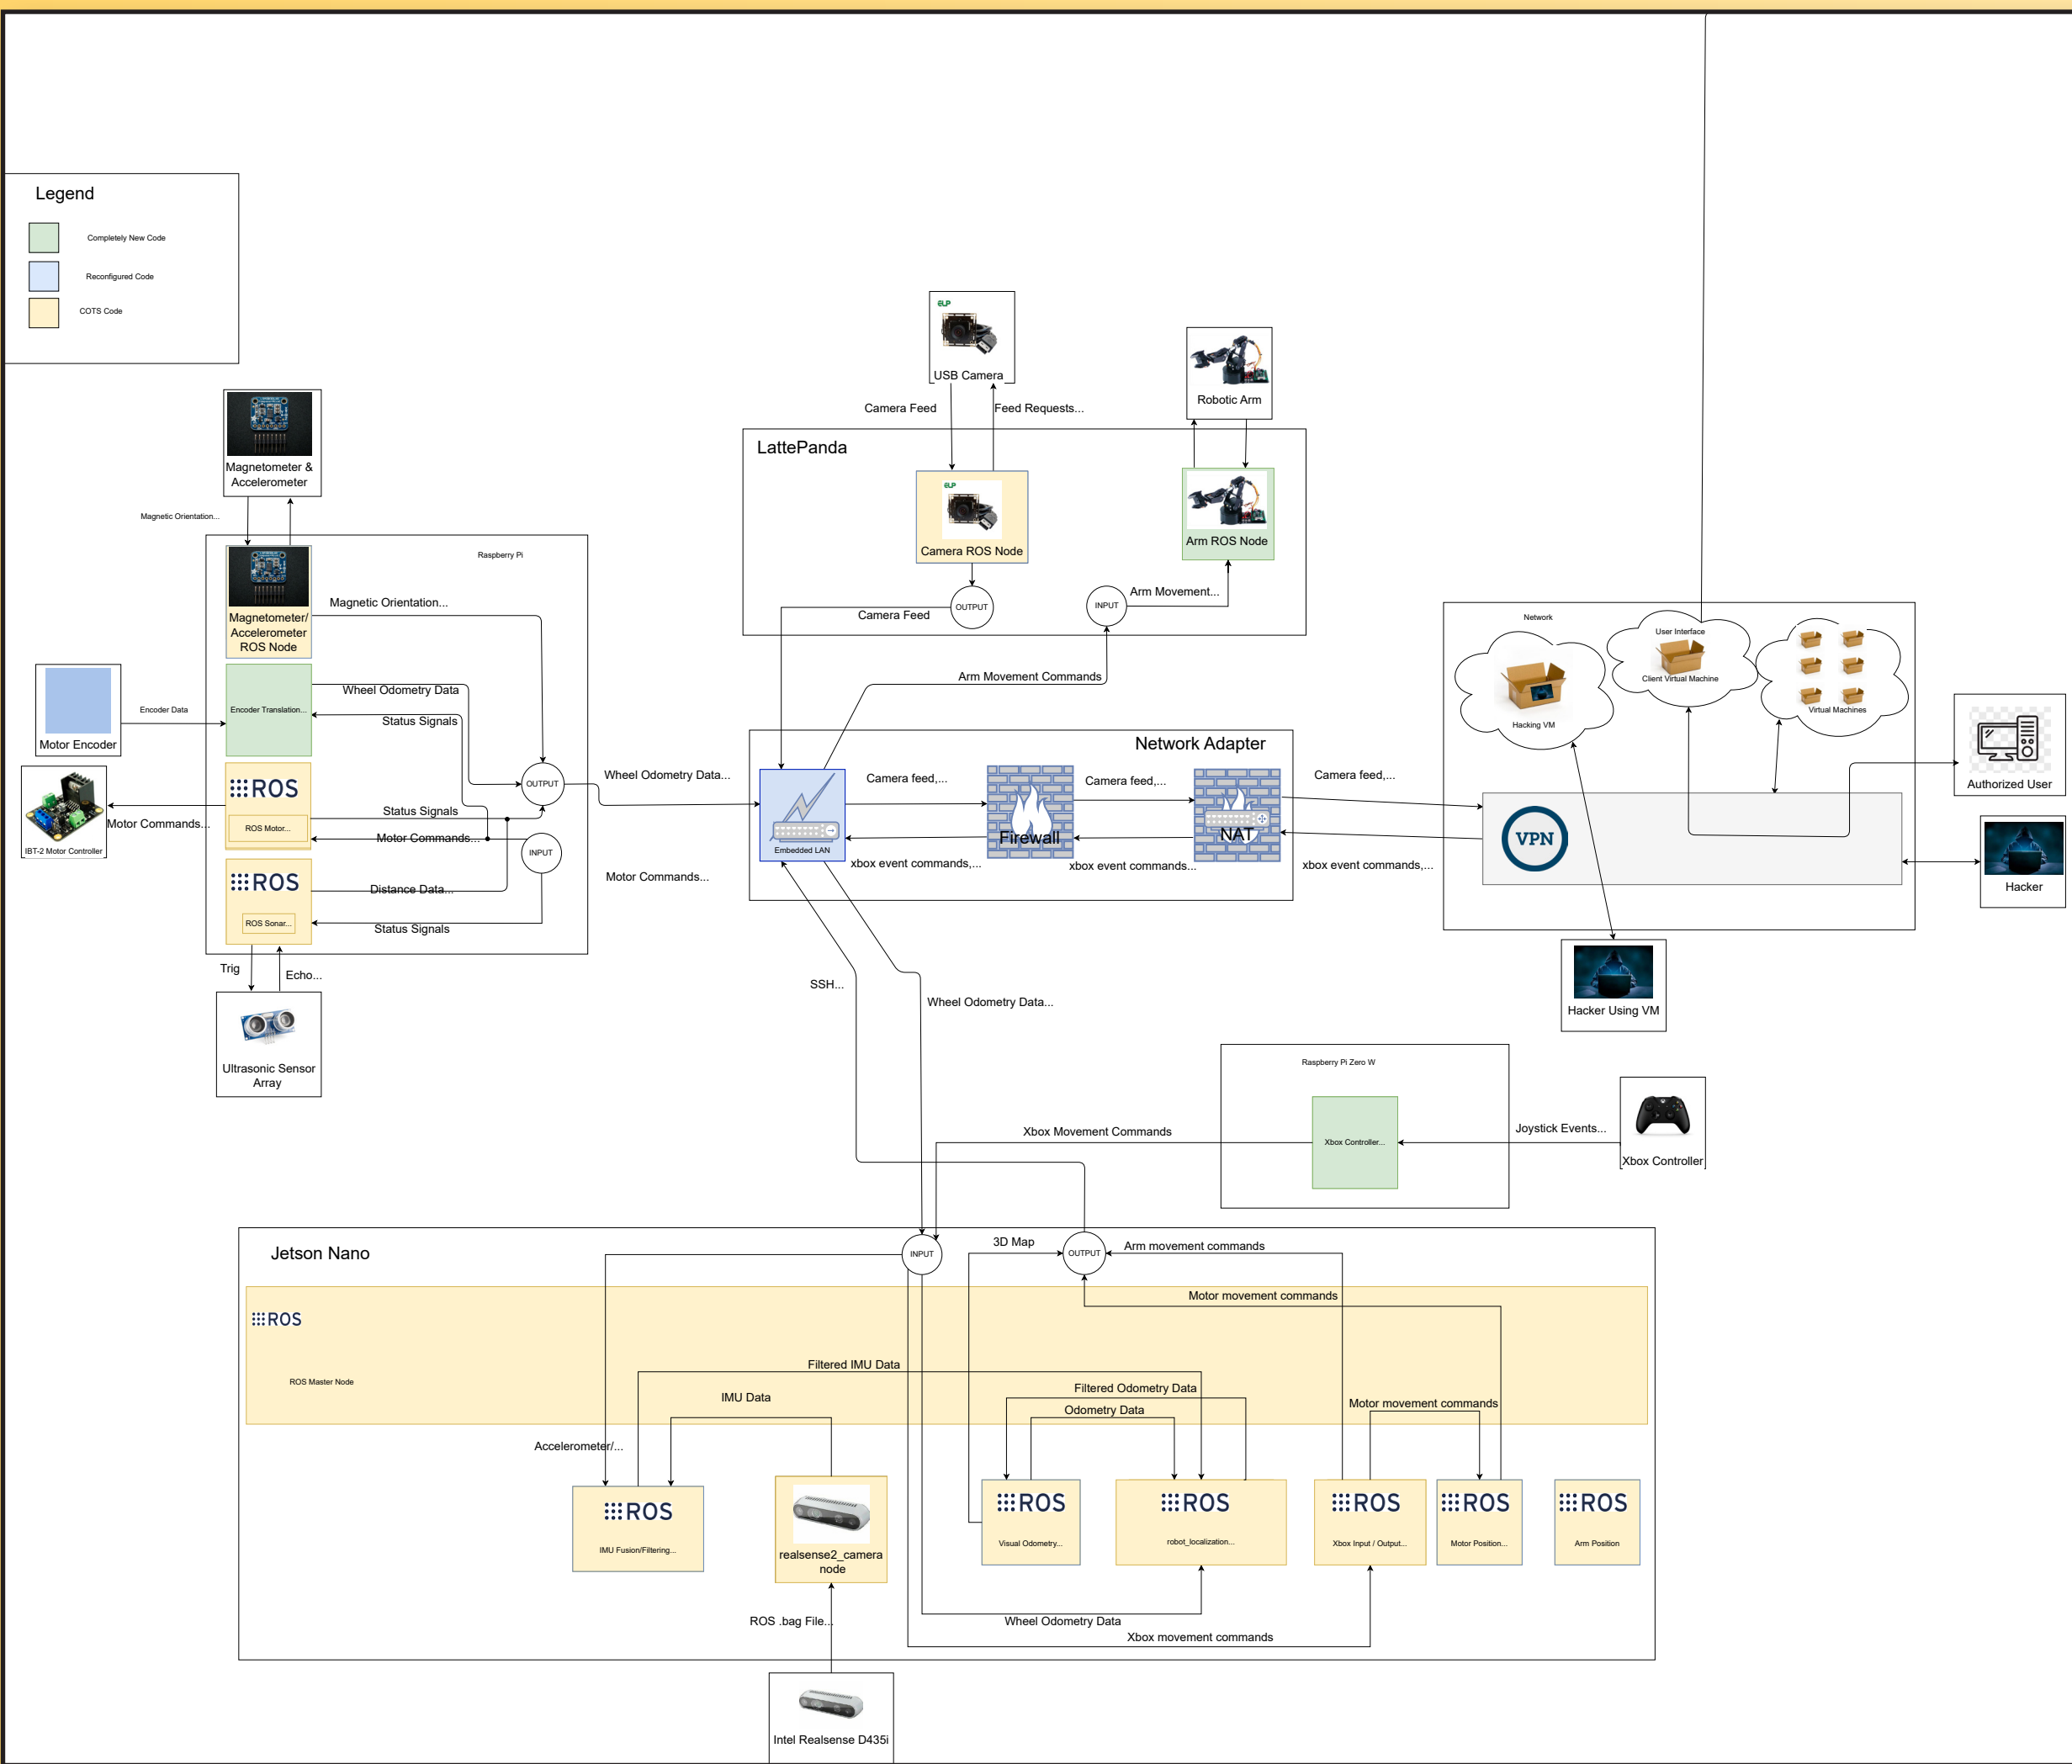 Legend
Completely New Code
Reconfigured Code
COTS Code
ELP
USB Camera
Robotic Arm
Camera Feed
Feed Requests...
Magnetometer &
Accelerometer
Magnetic Orientation...
LattePanda
ELP
Camera ROS Node
Arm ROS Node
OUTPUT
INPUT
Camera Feed
Arm Movement...
Raspberry Pi
Magnetometer/
Accelerometer
ROS Node
Magnetic Orientation...
Motor Encoder
Encoder Data
Encoder Translation...
Wheel Odometry Data
Status Signals
IBT-2 Motor Controller
Motor Commands...
ROS
ROS Motor...
Status Signals
Motor Commands...
OUTPUT
INPUT
ROS
ROS Sonar...
Distance Data...
Status Signals
Trig
Echo...
Ultrasonic Sensor
Array
Wheel Odometry Data...
Motor Commands...
Arm Movement Commands
Network Adapter
Embedded LAN
Camera feed,...
Firewall
Camera feed,...
NAT
Camera feed,...
xbox event commands,...
xbox event commands...
xbox event commands,...
Network
Hacking VM
User Interface
Client Virtual Machine
Virtual Machines
VPN
Authorized User
Hacker
Hacker Using VM
SSH...
Wheel Odometry Data...
Raspberry Pi Zero W
Xbox Controller...
Joystick Events...
Xbox Controller
Xbox Movement Commands
Jetson Nano
INPUT
3D Map
OUTPUT
Arm movement commands
Motor movement commands
ROS
ROS Master Node
Filtered IMU Data
IMU Data
Filtered Odometry Data
Odometry Data
Motor movement commands
Accelerometer/...
ROS
IMU Fusion/Filtering...
realsense2_camera
node
ROS
Visual Odometry...
ROS
robot_localization...
ROS
Xbox Input / Output...
ROS
Motor Position...
ROS
Arm Position
ROS .bag File...
Wheel Odometry Data
Xbox movement commands
Intel Realsense D435i